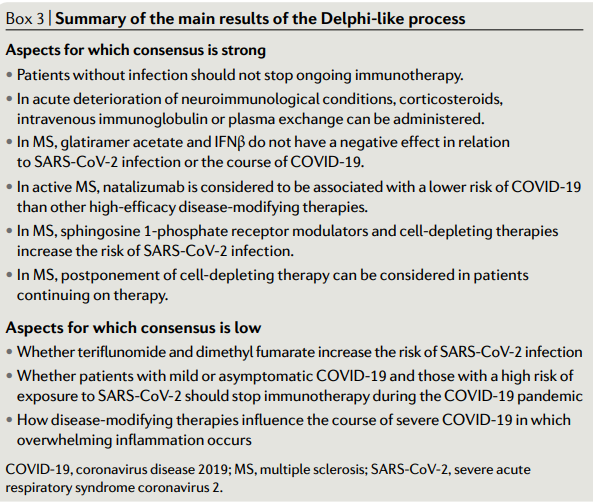 Box 3 | Summary of the main results of the Delphi-like process
Aspects for which consensus is strong
• Patients without infection should not stop ongoing immunotherapy.
• In acute deterioration of neuroimmunological conditions, corticosteroids,
intravenous immunoglobulin or plasma exchange can be administered.
• In MS, glatiramer acetate and IFNβ do not have a negative effect in relation
to SARS-CoV-2 infection or the course of COVID-19.
• In active MS, natalizumab is considered to be associated with a lower risk of COVID-19
than other high-efficacy disease-modifying therapies.
• In MS, sphingosine 1-phosphate receptor modulators and cell-depleting therapies
increase the risk of SARS-CoV-2 infection.
• In MS, postponement of cell-depleting therapy can be considered in patients
continuing on therapy.
Aspects for which consensus is low
• Whether teriflunomide and dimethyl fumarate increase the risk of SARS-CoV-2 infection
• Whether patients with mild or asymptomatic COVID-19 and those with a high risk of
exposure to SARS-CoV-2 should stop immunotherapy during the COVID-19 pandemic
• How disease-modifying therapies influence the course of severe COVID-19 in which
overwhelming inflammation occurs
COVID-19, coronavirus disease 2019; MS, multiple sclerosis; SARS-CoV-2, severe acute
respiratory syndrome coronavirus 2.